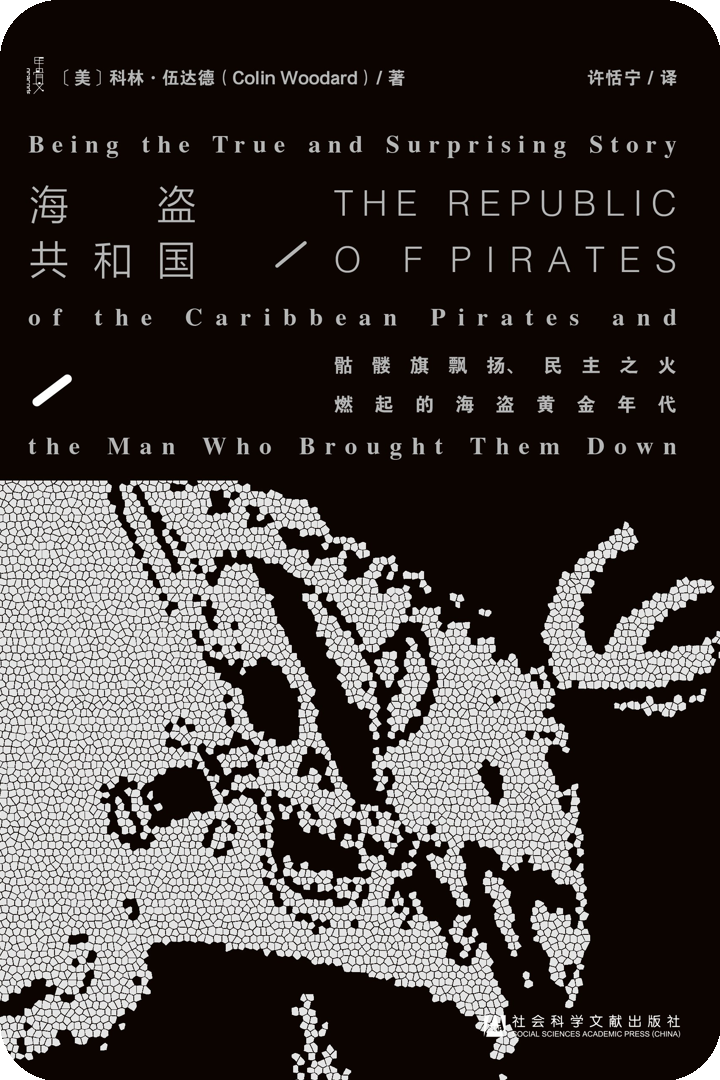 〔美〕科林·伍达德（Colin Woodard）/ 著
许恬宁 / 译
Being the True and Surprising Story
海盗
共和国
THE REPUBLIC
OF PIRATES
of the Caribbean Pirates and
骷髅旗飘扬、民主之火
燃起的海盗黄金年代
the Man Who Brought Them Down
社会科学文献出版社
SOCIAL SCIENCES ACADEMIC PRESS (CHINA)